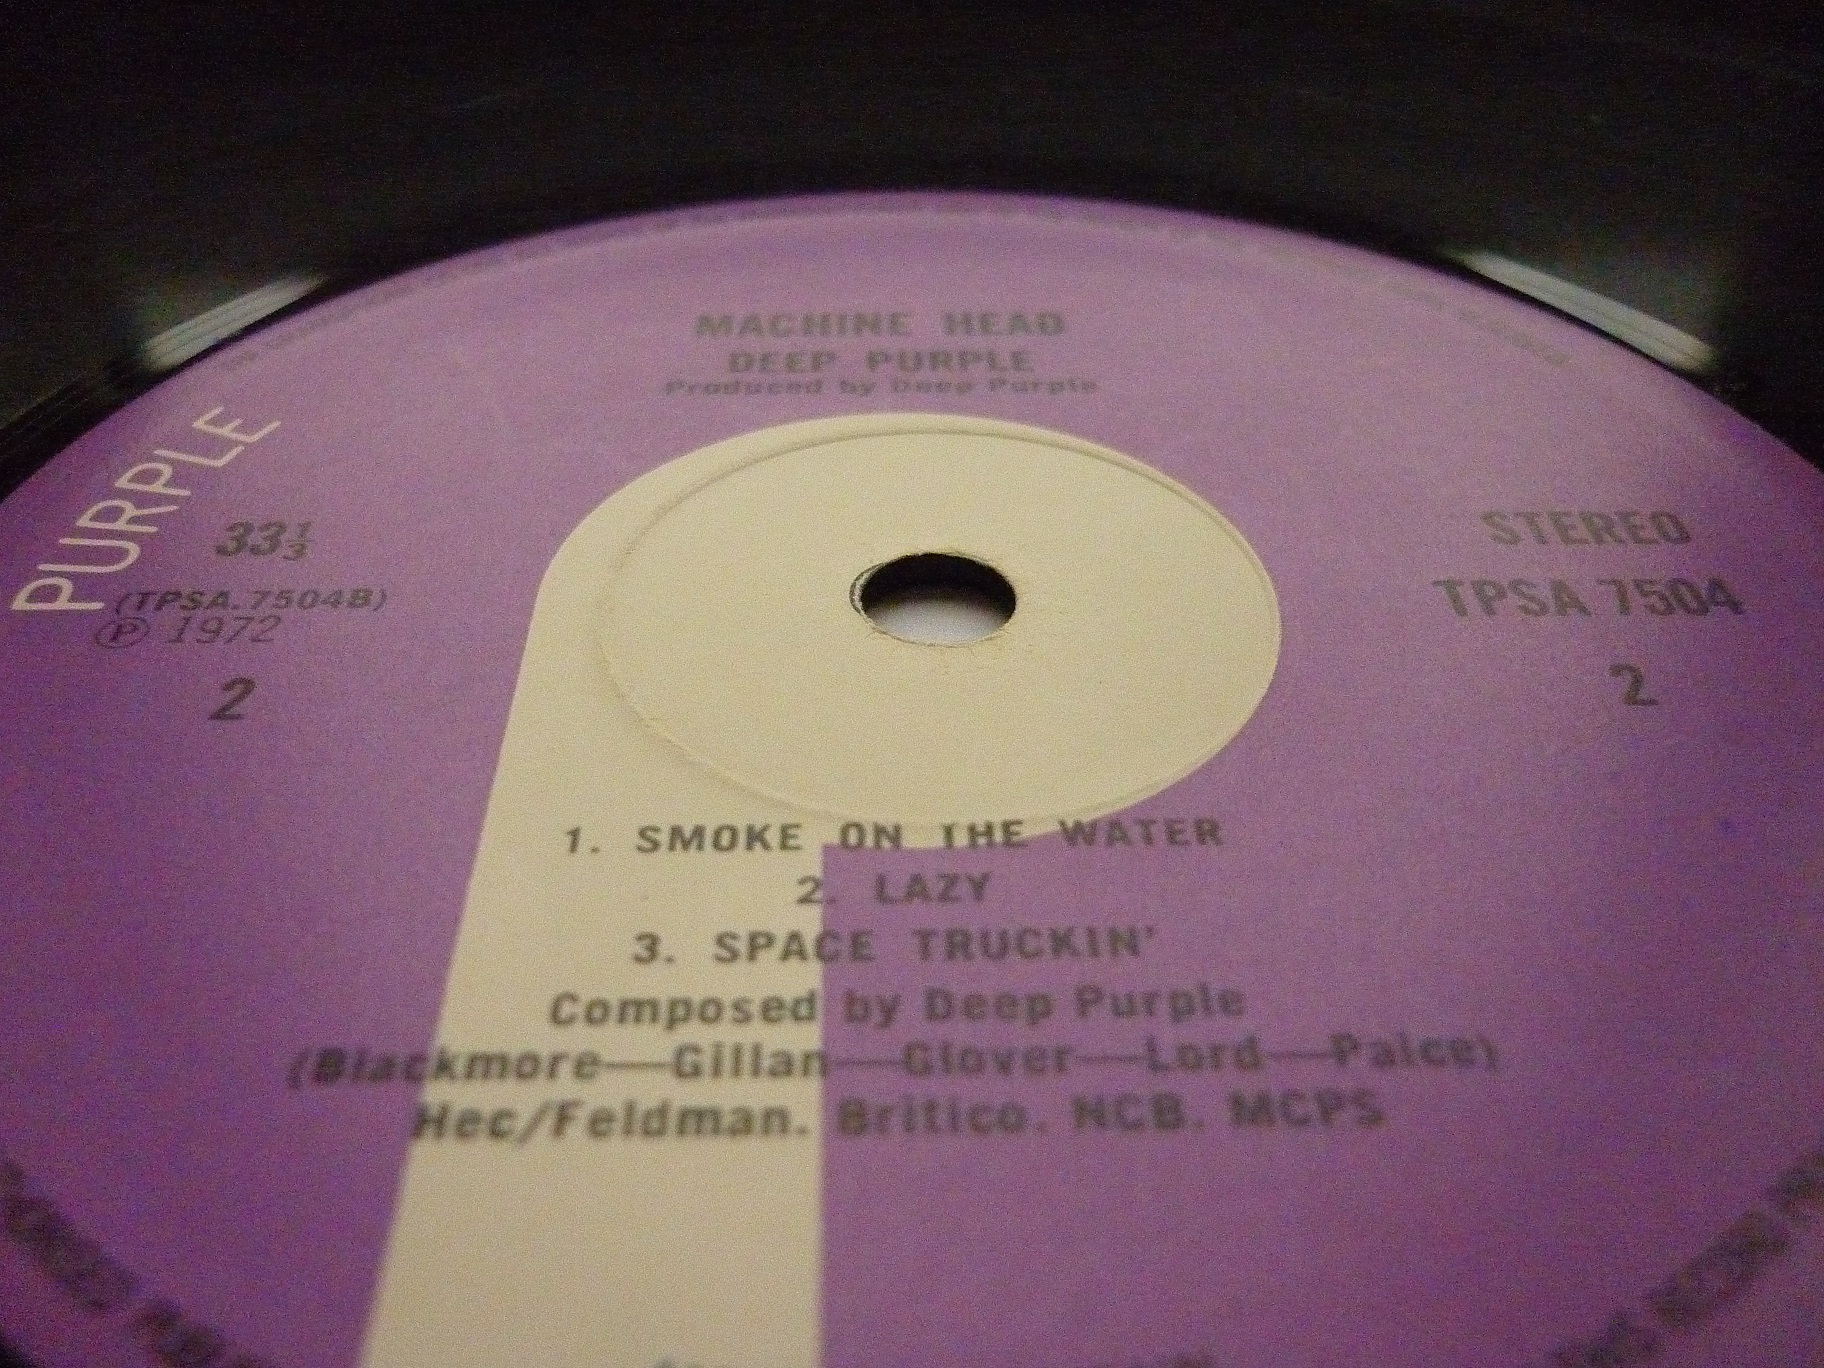 MACHINE HEAD
DEEP PURPLE
Produced by Deep Purple
PURPLE
33⅓
(TPSA.7504B)
Ⓟ 1972
2
STEREO
TPSA 7504
2
1. SMOKE ON THE WATER
2. LAZY
3. SPACE TRUCKIN'
Composed by Deep Purple
(Blackmore—Gillan—Glover—Lord—Paice)
Hec/Feldman. Britico. NCB. MCPS